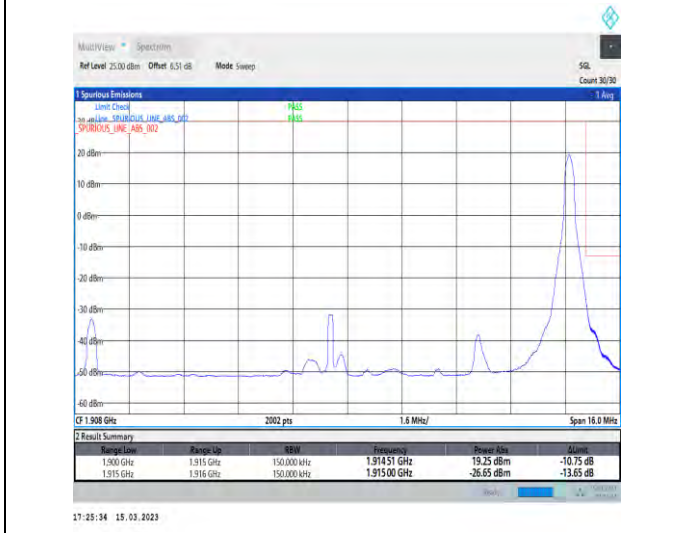 MultiView Spectrum
Ref Level 25.00 dBm Offset 6.51 dB Mode Sweep SGL
Count 30/30
1 Spurious Emissions 1 Avg
Limit Check PASS
Line _SPURIOUS_LINE_ABS_002 PASS
SPURIOUS_LINE_ABS_002
20 dBm
10 dBm
0 dBm
-10 dBm
-20 dBm
-30 dBm
-40 dBm
-50 dBm
-60 dBm
CF 1.908 GHz 2002 pts 1.6 MHz/ Span 16.0 MHz
2 Result Summary
Range Low Range Up RBW Frequency Power Abs ΔLimit
1.900 GHz 1.915 GHz 150.000 kHz 1.91451 GHz 19.25 dBm -10.75 dB
1.915 GHz 1.916 GHz 150.000 kHz 1.91500 GHz -26.65 dBm -13.65 dB
17:25:34 15.03.2023